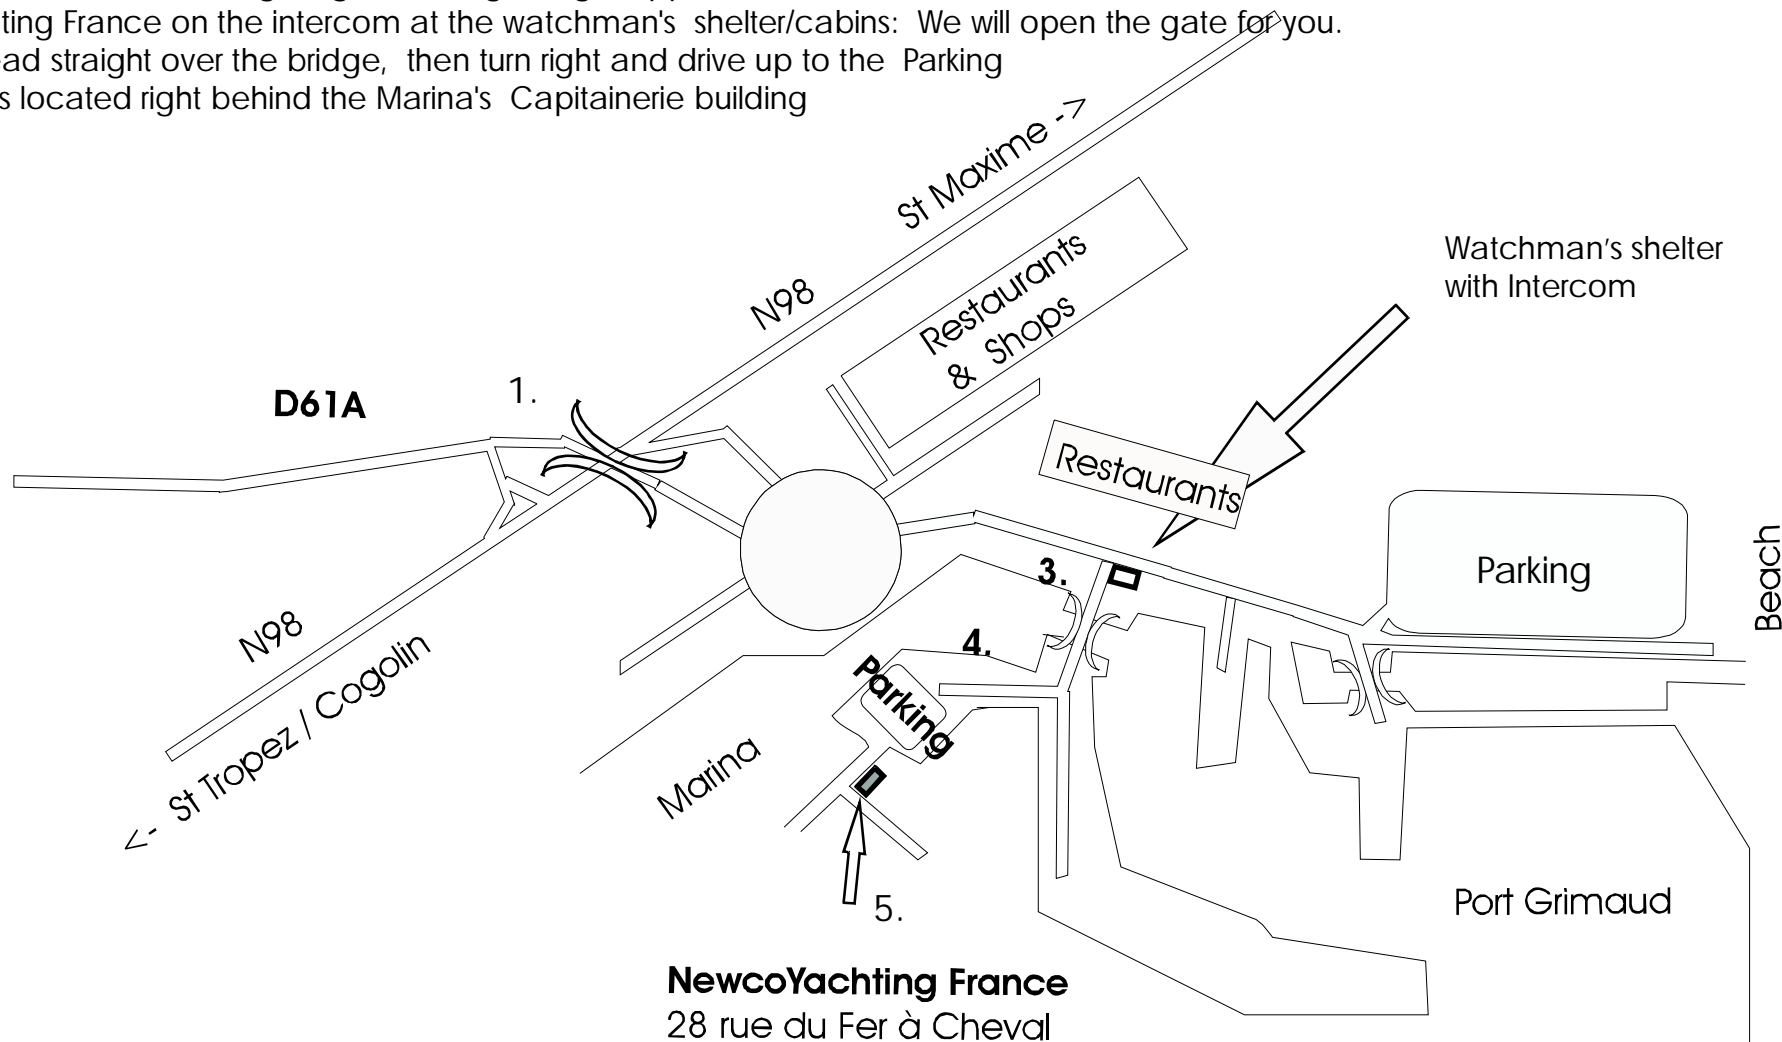 ting France on the intercom at the watchman's shelter/cabins: We will open the gate for you.
ad straight over the bridge, then turn right and drive up to the Parking
s located right behind the Marina's Capitainerie building
St Maxime ->
N98
Restaurants
& Shops
Watchman's shelter
with Intercom
D61A
1.
Restaurants
Parking
Beach
3.
4.
N98
<- St Tropez / Cogolin
Parking
Marina
5.
Port Grimaud
NewcoYachting France
28 rue du Fer à Cheval